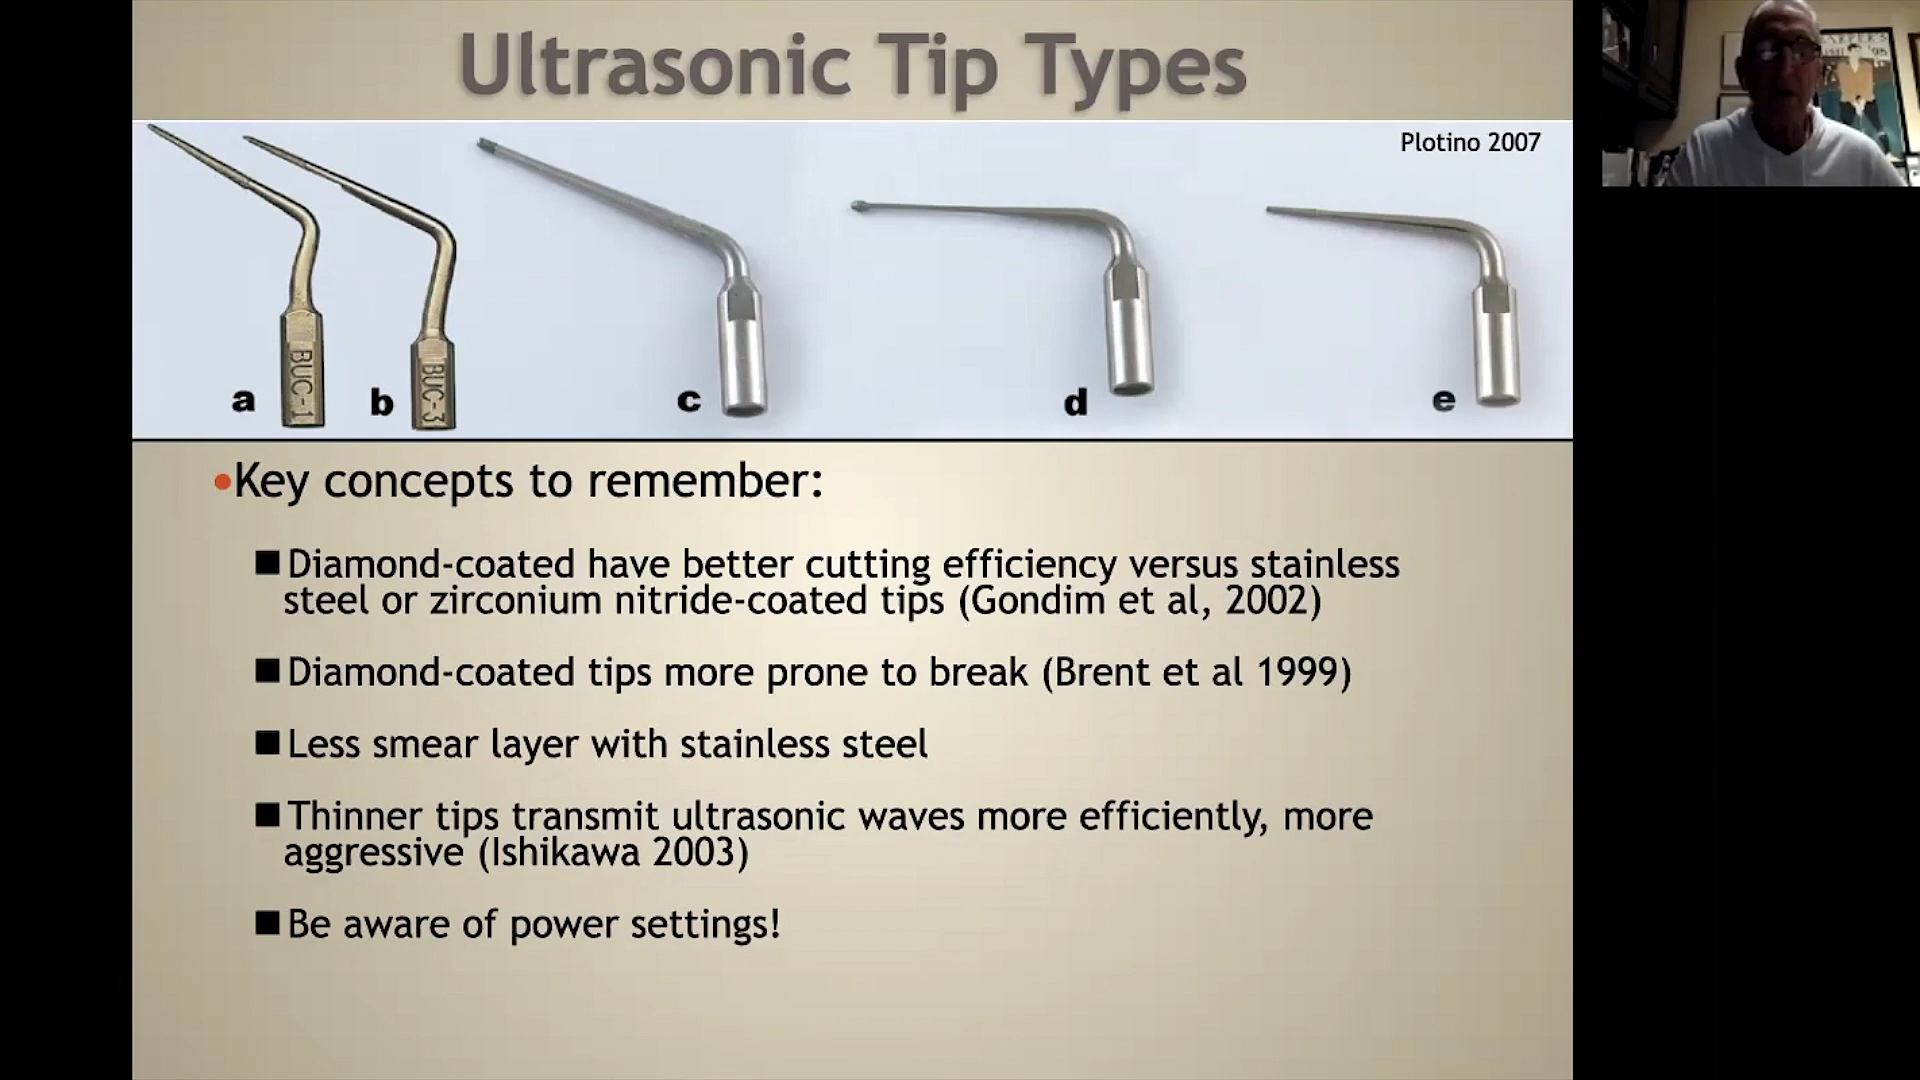 Ultrasonic Tip Types
Plotino 2007
a
BUC-1
b
BUC-3
c
d
e
•Key concepts to remember:
■Diamond-coated have better cutting efficiency versus stainless
steel or zirconium nitride-coated tips (Gondim et al, 2002)
■Diamond-coated tips more prone to break (Brent et al 1999)
■Less smear layer with stainless steel
■Thinner tips transmit ultrasonic waves more efficiently, more
aggressive (Ishikawa 2003)
■Be aware of power settings!